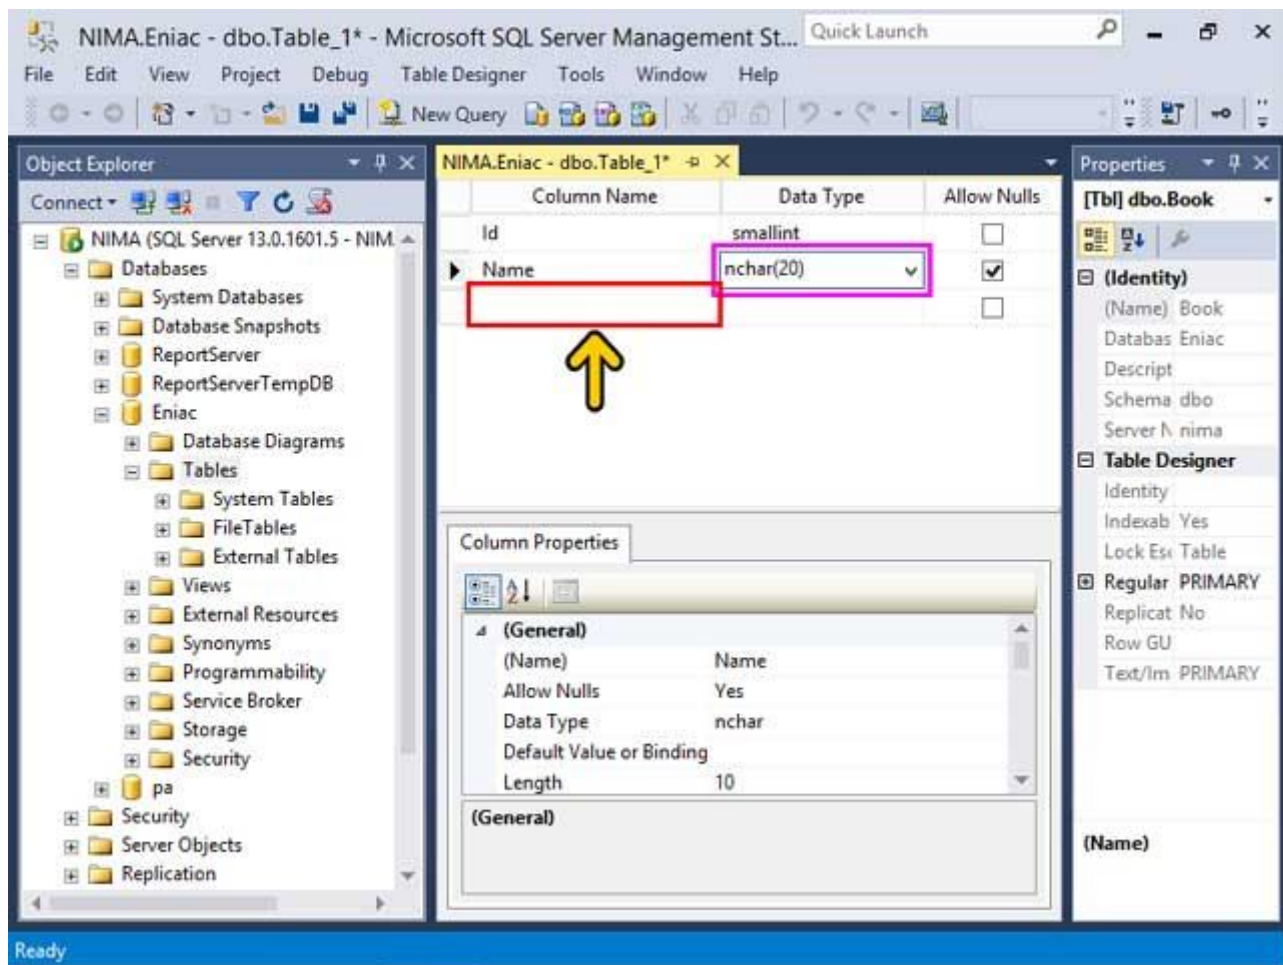 NIMA.Eniac - dbo.Table_1* - Microsoft SQL Server Management St...
Quick Launch
File Edit View Project Debug Table Designer Tools Window Help
New Query
Object Explorer
Connect
NIMA (SQL Server 13.0.1601.5 - NIM
Databases
System Databases
Database Snapshots
ReportServer
ReportServerTempDB
Eniac
Database Diagrams
Tables
System Tables
FileTables
External Tables
Views
External Resources
Synonyms
Programmability
Service Broker
Storage
Security
pa
Security
Server Objects
Replication
NIMA.Eniac - dbo.Table_1*
Column Name Data Type Allow Nulls
Id smallint
Name nchar(20)
Column Properties
(General)
(Name) Name
Allow Nulls Yes
Data Type nchar
Default Value or Binding
Length 10
(General)
Properties
[Tbl] dbo.Book
(Identity)
(Name) Book
Databas Eniac
Descript
Schema dbo
Server N nima
Table Designer
Identity
Indexab Yes
Lock Esc Table
Regular PRIMARY
Replicat No
Row GU
Text/Im PRIMARY
(Name)
Ready